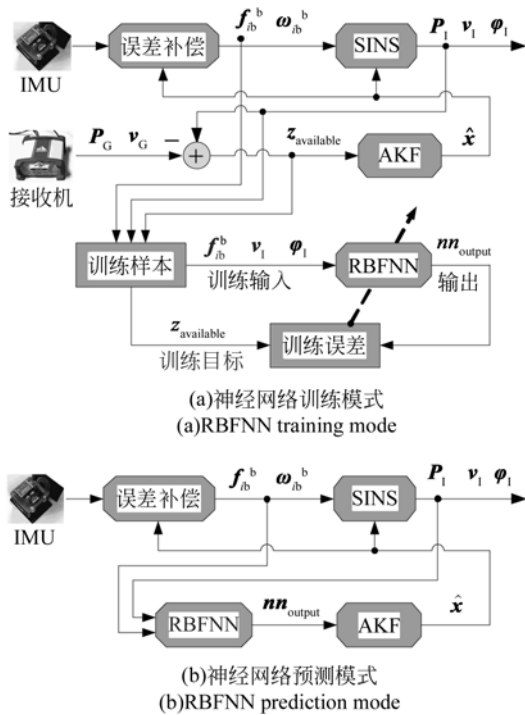 f_ib^b ω_ib^b
P_I v_I φ_I
误差补偿
SINS
IMU
P_G v_G
−
+
z_available
AKF
x̂
接收机
训练样本
f_ib^b v_I φ_I
训练输入
RBFNN
nn_output
输出
z_available
训练目标
训练误差
(a)神经网络训练模式
(a)RBFNN training mode
f_ib^b ω_ib^b
P_I v_I φ_I
误差补偿
SINS
IMU
RBFNN
nn_output
AKF
x̂
(b)神经网络预测模式
(b)RBFNN prediction mode